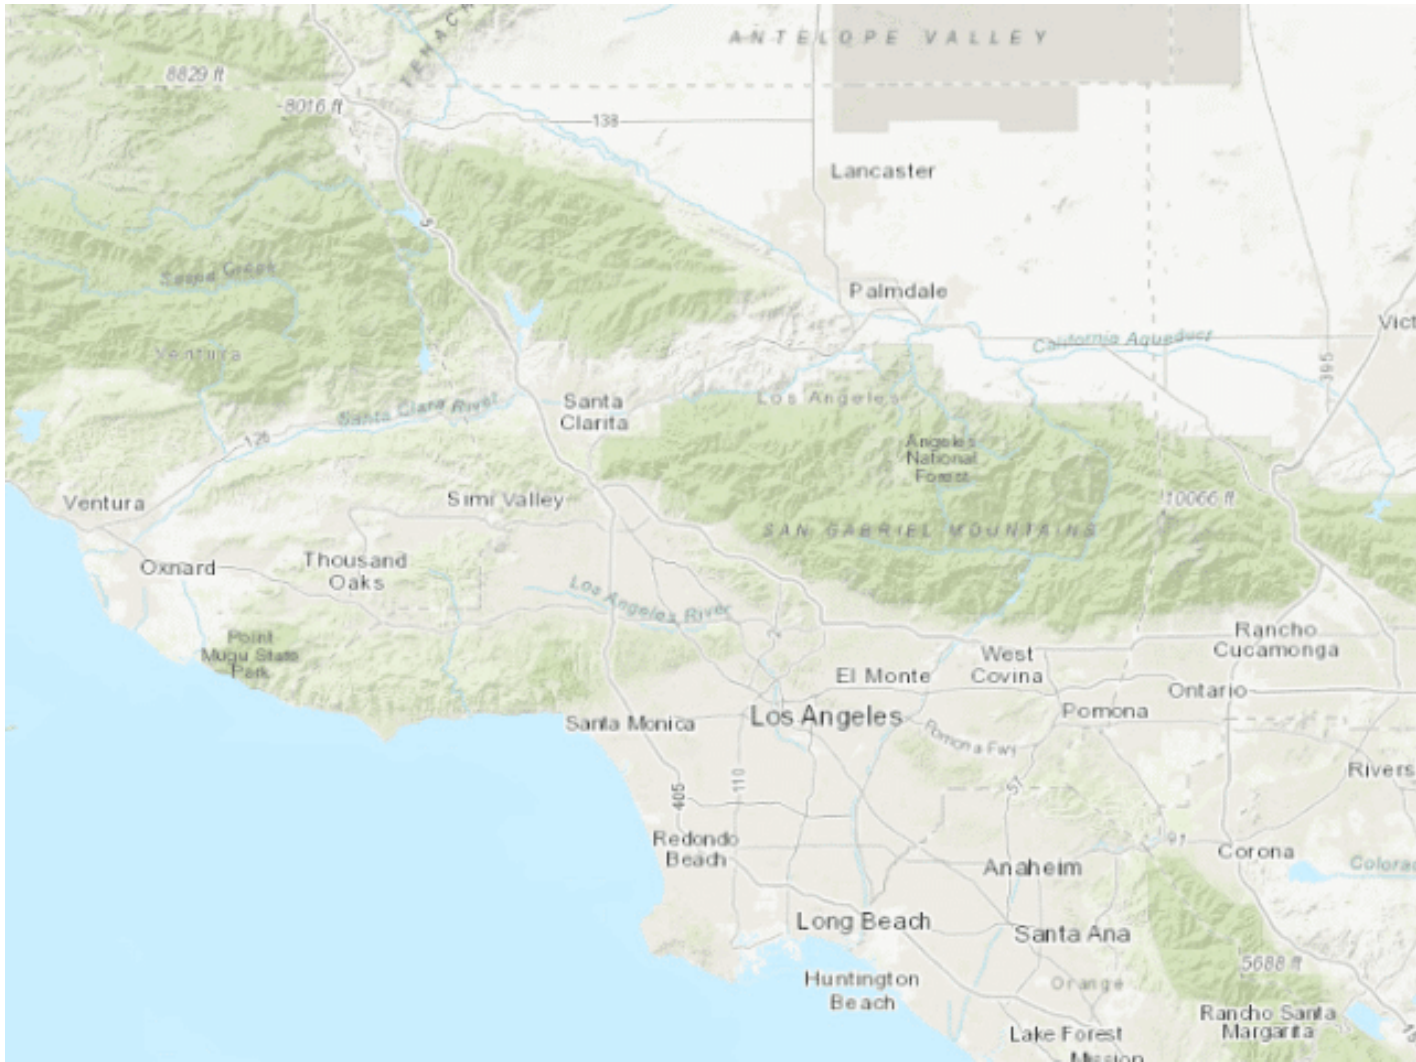 ANTELOPE VALLEY
8829 ft
-8016 ft
138
Lancaster
5
Sespe Creek
Palmdale
California Aqueduct
Vict
395
Ventura
Santa Clara River
126
Santa
Clarita
Los Angeles
Angeles
National
Forest
Ventura
Simi Valley
10066 ft
SAN GABRIEL MOUNTAINS
Oxnard
Thousand
Oaks
Los Angeles River
2
Point
Mugu State
Park
El Monte
West
Covina
Rancho
Cucamonga
Ontario
Santa Monica
Los Angeles
Pomona
Pomona Fwy
405
110
57
Rivers
Redondo
Beach
91
Corona
Anaheim
Colorad
Long Beach
Santa Ana
5688 ft
Huntington
Beach
Orange
Rancho Santa
Margarita
Lake Forest
Mission